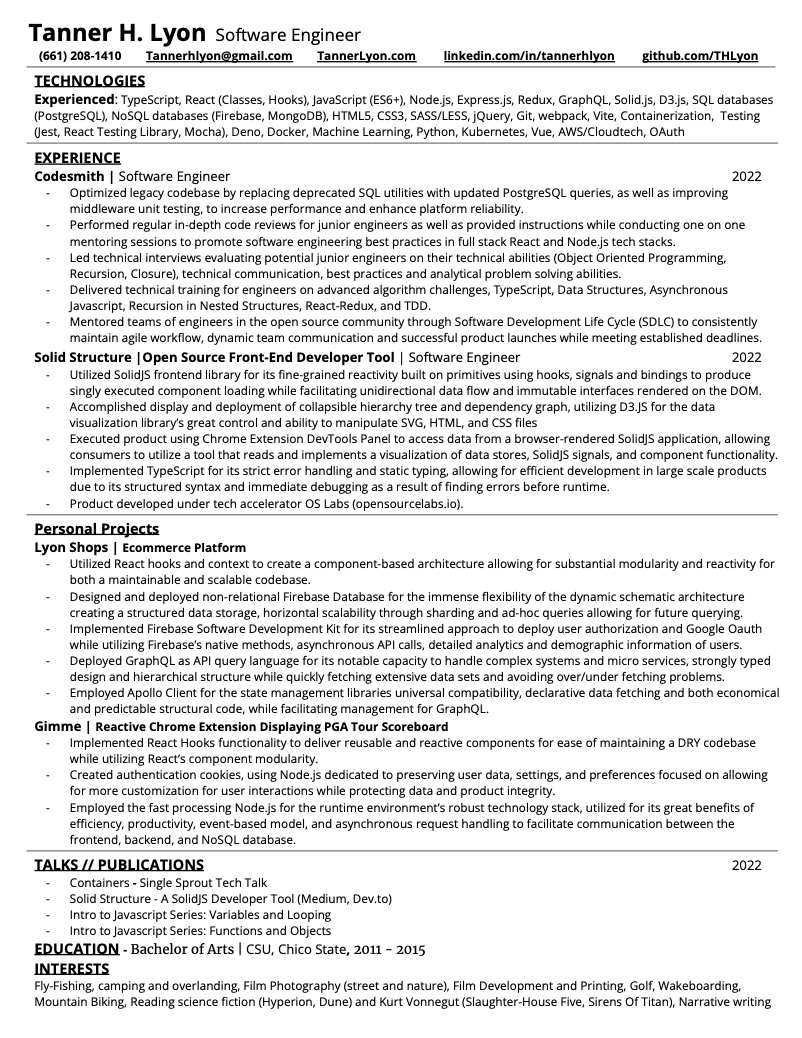 Tanner H. Lyon Software Engineer
(661) 208-1410 Tannerhlyon@gmail.com TannerLyon.com linkedin.com/in/tannerhlyon github.com/THLyon
TECHNOLOGIES
Experienced: TypeScript, React (Classes, Hooks), JavaScript (ES6+), Node.js, Express.js, Redux, GraphQL, Solid.js, D3.js, SQL databases
(PostgreSQL), NoSQL databases (Firebase, MongoDB), HTML5, CSS3, SASS/LESS, jQuery, Git, webpack, Vite, Containerization, Testing
(Jest, React Testing Library, Mocha), Deno, Docker, Machine Learning, Python, Kubernetes, Vue, AWS/Cloudtech, OAuth
EXPERIENCE
Codesmith | Software Engineer 2022
- Optimized legacy codebase by replacing deprecated SQL utilities with updated PostgreSQL queries, as well as improving
middleware unit testing, to increase performance and enhance platform reliability.
- Performed regular in-depth code reviews for junior engineers as well as provided instructions while conducting one on one
mentoring sessions to promote software engineering best practices in full stack React and Node.js tech stacks.
- Led technical interviews evaluating potential junior engineers on their technical abilities (Object Oriented Programming,
Recursion, Closure), technical communication, best practices and analytical problem solving abilities.
- Delivered technical training for engineers on advanced algorithm challenges, TypeScript, Data Structures, Asynchronous
Javascript, Recursion in Nested Structures, React-Redux, and TDD.
- Mentored teams of engineers in the open source community through Software Development Life Cycle (SDLC) to consistently
maintain agile workflow, dynamic team communication and successful product launches while meeting established deadlines.
Solid Structure |Open Source Front-End Developer Tool | Software Engineer 2022
- Utilized SolidJS frontend library for its fine-grained reactivity built on primitives using hooks, signals and bindings to produce
singly executed component loading while facilitating unidirectional data flow and immutable interfaces rendered on the DOM.
- Accomplished display and deployment of collapsible hierarchy tree and dependency graph, utilizing D3.JS for the data
visualization library's great control and ability to manipulate SVG, HTML, and CSS files
- Executed product using Chrome Extension DevTools Panel to access data from a browser-rendered SolidJS application, allowing
consumers to utilize a tool that reads and implements a visualization of data stores, SolidJS signals, and component functionality.
- Implemented TypeScript for its strict error handling and static typing, allowing for efficient development in large scale products
due to its structured syntax and immediate debugging as a result of finding errors before runtime.
- Product developed under tech accelerator OS Labs (opensourcelabs.io).
Personal Projects
Lyon Shops | Ecommerce Platform
- Utilized React hooks and context to create a component-based architecture allowing for substantial modularity and reactivity for
both a maintainable and scalable codebase.
- Designed and deployed non-relational Firebase Database for the immense flexibility of the dynamic schematic architecture
creating a structured data storage, horizontal scalability through sharding and ad-hoc queries allowing for future querying.
- Implemented Firebase Software Development Kit for its streamlined approach to deploy user authorization and Google Oauth
while utilizing Firebase's native methods, asynchronous API calls, detailed analytics and demographic information of users.
- Deployed GraphQL as API query language for its notable capacity to handle complex systems and micro services, strongly typed
design and hierarchical structure while quickly fetching extensive data sets and avoiding over/under fetching problems.
- Employed Apollo Client for the state management libraries universal compatibility, declarative data fetching and both economical
and predictable structural code, while facilitating management for GraphQL.
Gimme | Reactive Chrome Extension Displaying PGA Tour Scoreboard
- Implemented React Hooks functionality to deliver reusable and reactive components for ease of maintaining a DRY codebase
while utilizing React's component modularity.
- Created authentication cookies, using Node.js dedicated to preserving user data, settings, and preferences focused on allowing
for more customization for user interactions while protecting data and product integrity.
- Employed the fast processing Node.js for the runtime environment's robust technology stack, utilized for its great benefits of
efficiency, productivity, event-based model, and asynchronous request handling to facilitate communication between the
frontend, backend, and NoSQL database.
TALKS // PUBLICATIONS 2022
- Containers - Single Sprout Tech Talk
- Solid Structure - A SolidJS Developer Tool (Medium, Dev.to)
- Intro to Javascript Series: Variables and Looping
- Intro to Javascript Series: Functions and Objects
EDUCATION - Bachelor of Arts | CSU, Chico State, 2011 - 2015
INTERESTS
Fly-Fishing, camping and overlanding, Film Photography (street and nature), Film Development and Printing, Golf, Wakeboarding,
Mountain Biking, Reading science fiction (Hyperion, Dune) and Kurt Vonnegut (Slaughter-House Five, Sirens Of Titan), Narrative writing